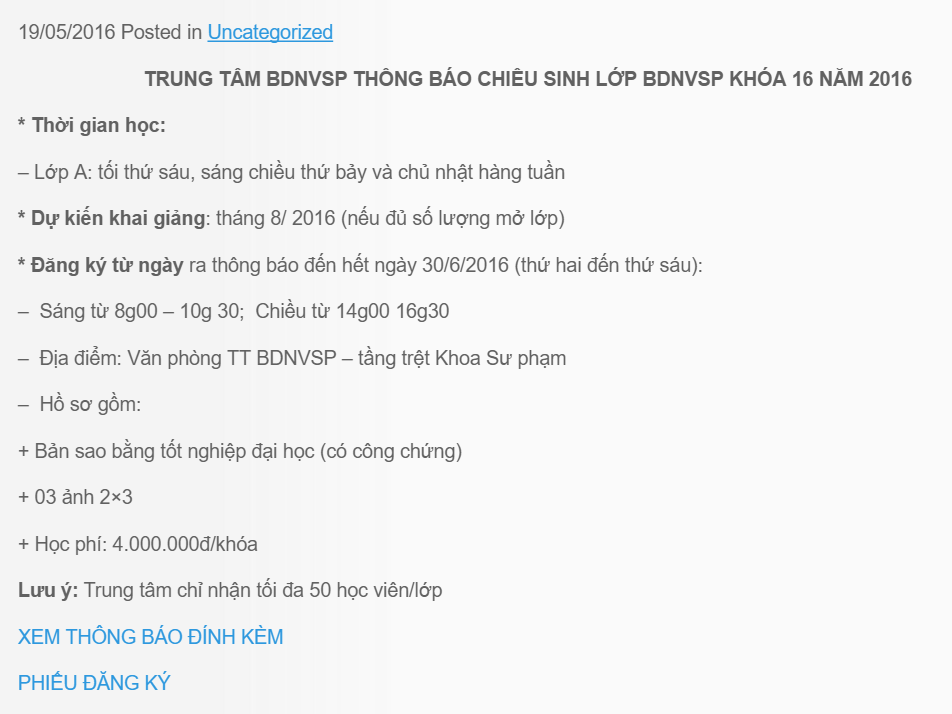 19/05/2016 Posted in Uncategorized
TRUNG TÂM BDNVSP THÔNG BÁO CHIÊU SINH LỚP BDNVSP KHÓA 16 NĂM 2016
* Thời gian học:
– Lớp A: tối thứ sáu, sáng chiều thứ bảy và chủ nhật hàng tuần
* Dự kiến khai giảng: tháng 8/ 2016 (nếu đủ số lượng mở lớp)
* Đăng ký từ ngày ra thông báo đến hết ngày 30/6/2016 (thứ hai đến thứ sáu):
– Sáng từ 8g00 – 10g 30; Chiều từ 14g00 16g30
– Địa điểm: Văn phòng TT BDNVSP – tầng trệt Khoa Sư phạm
– Hồ sơ gồm:
+ Bản sao bằng tốt nghiệp đại học (có công chứng)
+ 03 ảnh 2×3
+ Học phí: 4.000.000đ/khóa
Lưu ý: Trung tâm chỉ nhận tối đa 50 học viên/lớp
XEM THÔNG BÁO ĐÍNH KÈM
PHIẾU ĐĂNG KÝ